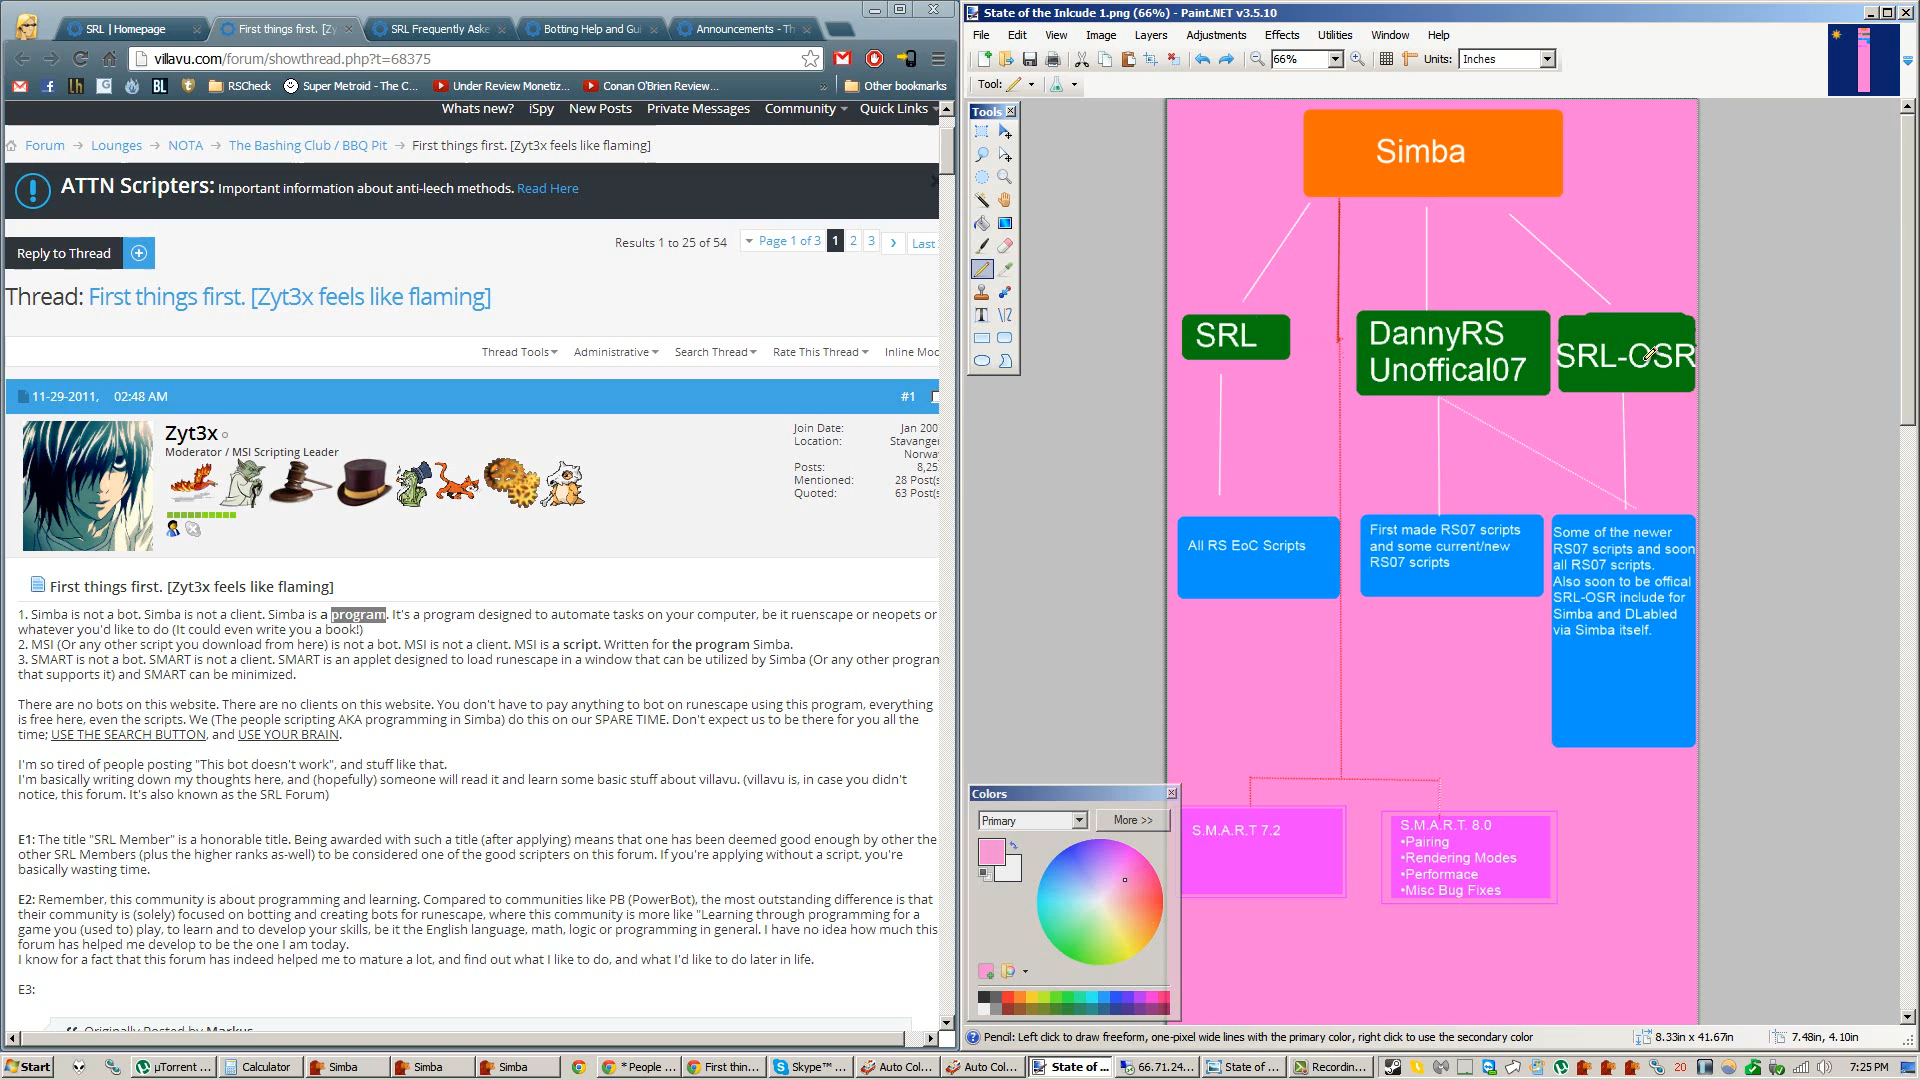 SRL | Homepage
First things first. [Zy
SRL Frequently Aske
Botting Help and Gui
Announcements - Th
villavu.com/forum/showthread.php?t=68375
RSCheck
Super Metroid - The C...
Under Review Monetiz...
Conan O'Brien Review...
Other bookmarks
Whats new?
iSpy
New Posts
Private Messages
Community
Quick Links
Forum
Lounges
NOTA
The Bashing Club / BBQ Pit
First things first. [Zyt3x feels like flaming]
ATTN Scripters: Important information about anti-leech methods. Read Here
Reply to Thread
Results 1 to 25 of 54
Page 1 of 3
1
2
3
Last
Thread: First things first. [Zyt3x feels like flaming]
Thread Tools
Administrative
Search Thread
Rate This Thread
Inline Moc
11-29-2011, 02:48 AM
#1
Zyt3x
Moderator / MSI Scripting Leader
Join Date: Jan 200
Location: Stavanger
Norway
Posts: 8,25
Mentioned: 28 Post(s
Quoted: 63 Post(s
First things first. [Zyt3x feels like flaming]
1. Simba is not a bot. Simba is not a client. Simba is a program. It's a program designed to automate tasks on your computer, be it ruenscape or neopets or
whatever you'd like to do (It could even write you a book!)
2. MSI (Or any other script you download from here) is not a bot. MSI is not a client. MSI is a script. Written for the program Simba.
3. SMART is not a bot. SMART is not a client. SMART is an applet designed to load runescape in a window that can be utilized by Simba (Or any other program
that supports it) and SMART can be minimized.
There are no bots on this website. There are no clients on this website. You don't have to pay anything to bot on runescape using this program, everything
is free here, even the scripts. We (The people scripting AKA programming in Simba) do this on our SPARE TIME. Don't expect us to be there for you all the
time; USE THE SEARCH BUTTON, and USE YOUR BRAIN.
I'm so tired of people posting "This bot doesn't work", and stuff like that.
I'm basically writing down my thoughts here, and (hopefully) someone will read it and learn some basic stuff about villavu. (villavu is, in case you didn't
notice, this forum. It's also known as the SRL Forum)
E1: The title "SRL Member" is a honorable title. Being awarded with such a title (after applying) means that one has been deemed good enough by other the
other SRL Members (plus the higher ranks as-well) to be considered one of the good scripters on this forum. If you're applying without a script, you're
basically wasting time.
E2: Remember, this community is about programming and learning. Compared to communities like PB (PowerBot), the most outstanding difference is that
their community is (solely) focused on botting and creating bots for runescape, where this community is more like "Learning through programming for a
game you (used to) play, to learn and to develop your skills, be it the English language, math, logic or programming in general. I have no idea how much this
forum has helped me develop to be the one I am today.
I know for a fact that this forum has indeed helped me to mature a lot, and find out what I like to do, and what I'd like to do later in life.
E3:
Originally Posted by Markus
State of the Inlcude 1.png (66%) - Paint.NET v3.5.10
File
Edit
View
Image
Layers
Adjustments
Effects
Utilities
Window
Help
66%
Units:
Inches
Tool:
Tools
Simba
SRL
DannyRS
Unoffical07
SRL-OSR
All RS EoC Scripts
First made RS07 scripts
and some current/new
RS07 scripts
Some of the newer
RS07 scripts and soon
all RS07 scripts.
Also soon to be offical
SRL-OSR include for
Simba and DLabled
via Simba itself.
S.M.A.R.T 7.2
S.M.A.R.T. 8.0
•Pairing
•Rendering Modes
•Performace
•Misc Bug Fixes
Colors
Primary
More >>
Pencil: Left click to draw freeform, one-pixel wide lines with the primary color, right click to use the secondary color
8.33in x 41.67in
7.48in, 4.10in
Start
µTorrent ...
Calculator
Simba
Simba
Simba
* People ...
First thin...
Skype™ ...
Auto Col...
Auto Col...
State of...
66.71.24...
State of ...
Recordin...
20
7:25 PM